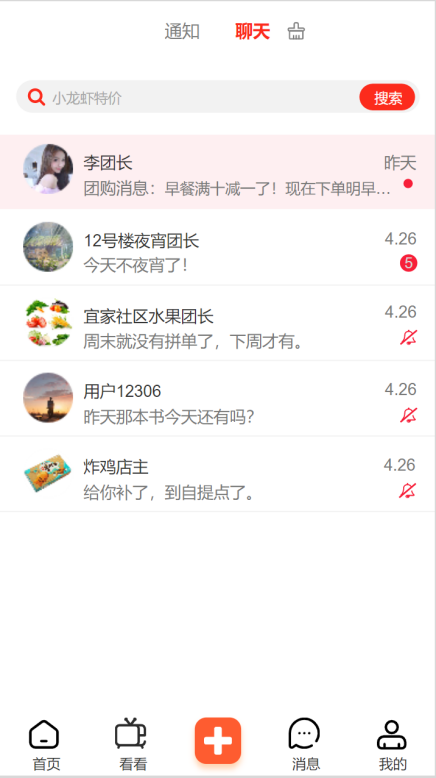 通知 聊天
小龙虾特价 搜索
李团长 昨天
团购消息：早餐满十减一了！现在下单明早...
12号楼夜宵团长 4.26
今天不夜宵了！ 5
宜家社区水果团长 4.26
周末就没有拼单了，下周才有。
用户12306 4.26
昨天那本书今天还有吗？
炸鸡店主 4.26
给你补了，到自提点了。
首页 看看 消息 我的